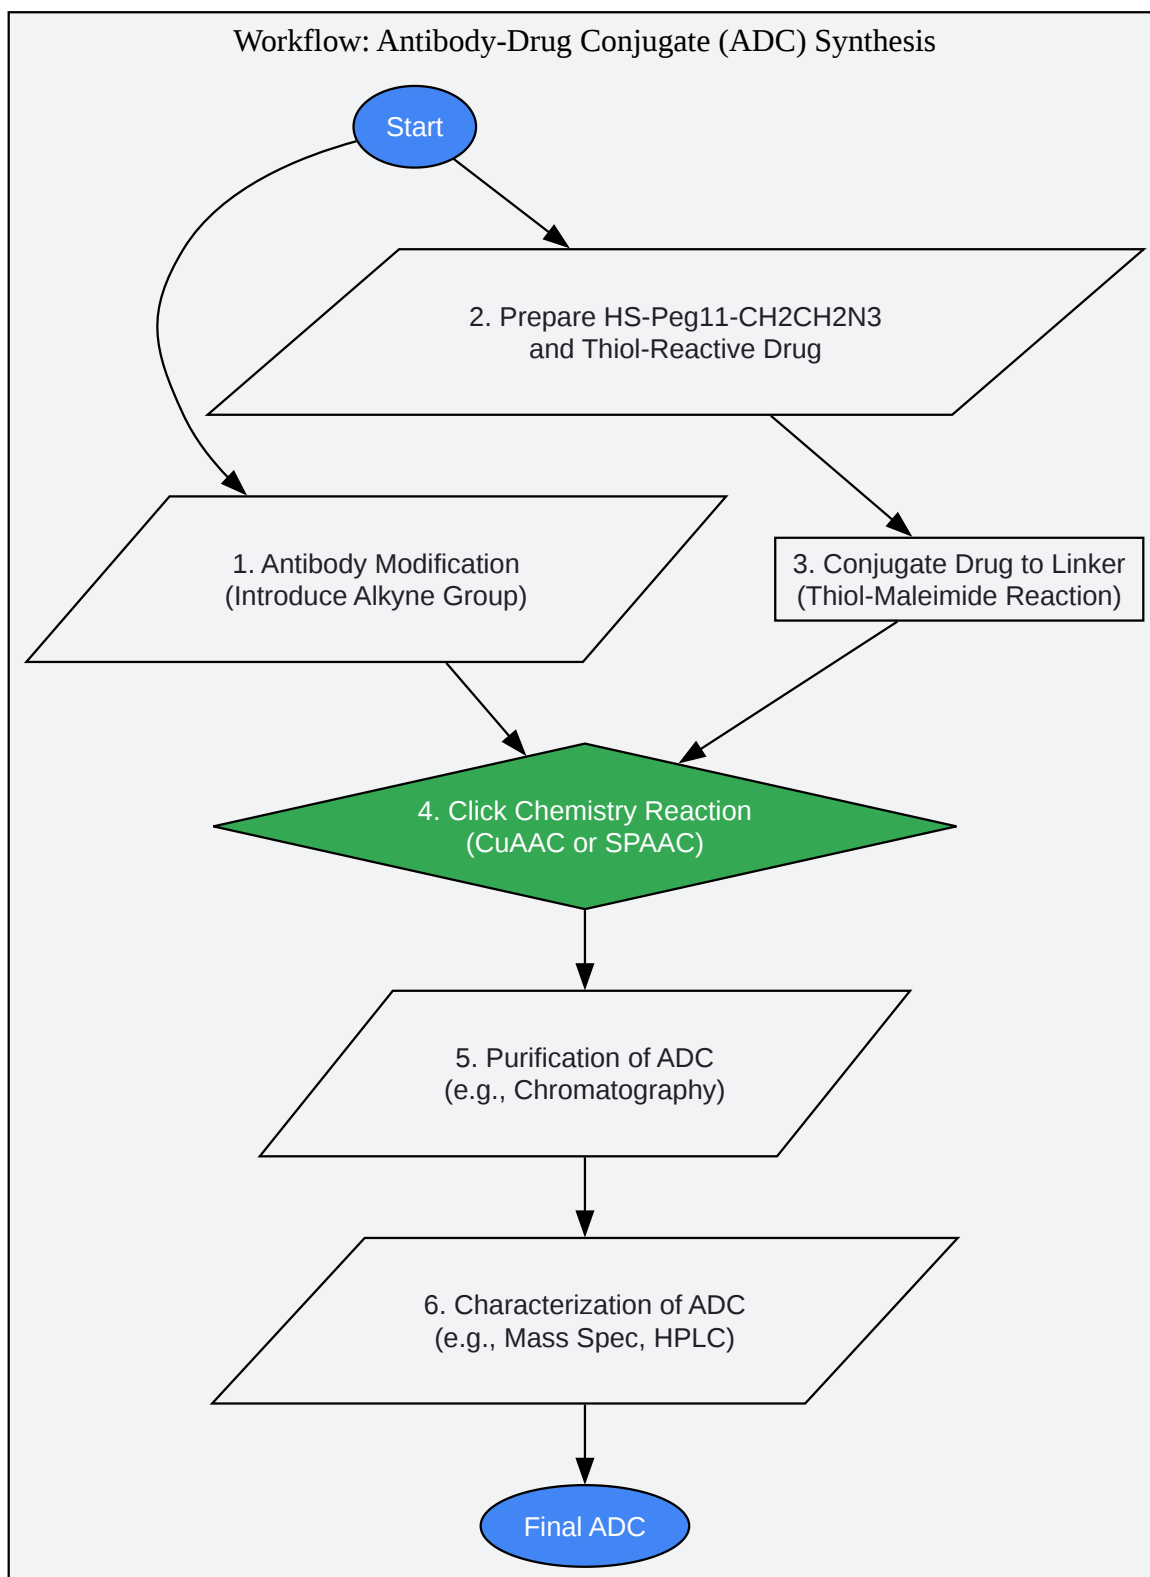 Workflow: Antibody-Drug Conjugate (ADC) Synthesis
Start
2. Prepare HS-Peg11-CH2CH2N3
and Thiol-Reactive Drug
1. Antibody Modification
(Introduce Alkyne Group)
3. Conjugate Drug to Linker
(Thiol-Maleimide Reaction)
4. Click Chemistry Reaction
(CuAAC or SPAAC)
5. Purification of ADC
(e.g., Chromatography)
6. Characterization of ADC
(e.g., Mass Spec, HPLC)
Final ADC